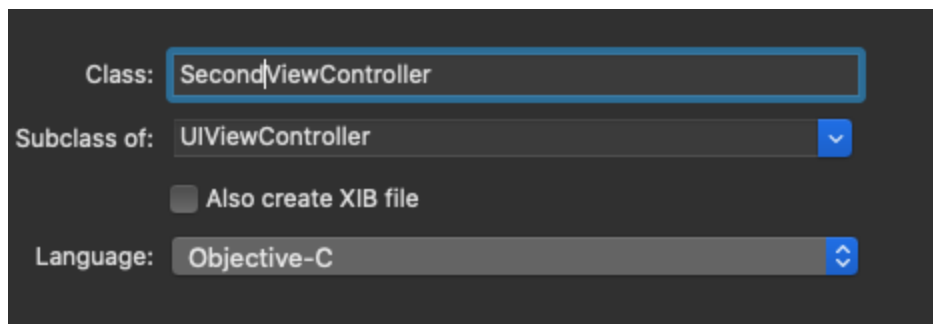 Class: SecondViewController
Subclass of: UIViewController
Also create XIB file
Language: Objective-C